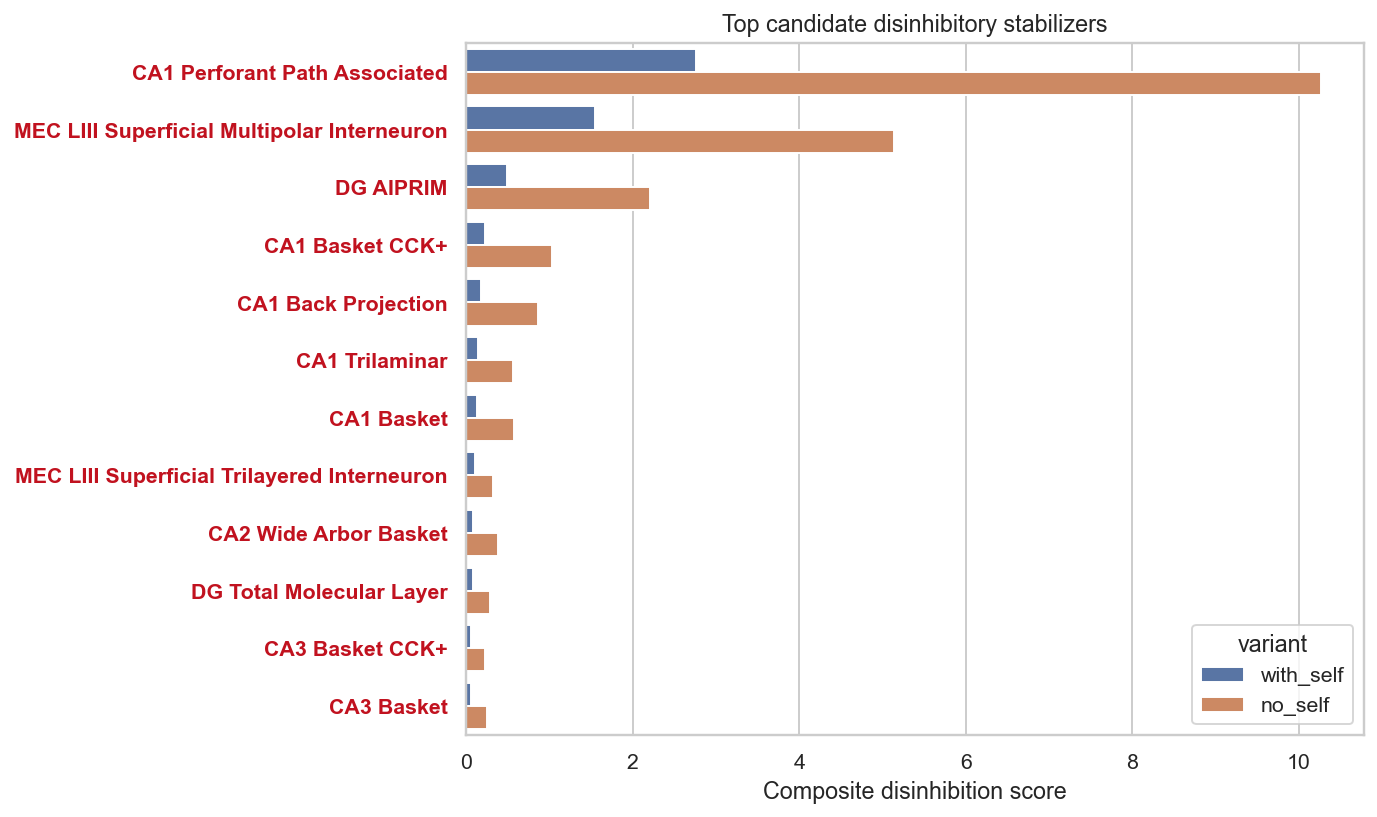 Top candidate disinhibitory stabilizers
CA1 Perforant Path Associated
MEC LIII Superficial Multipolar Interneuron
DG AIPRIM
CA1 Basket CCK+
CA1 Back Projection
CA1 Trilaminar
CA1 Basket
MEC LIII Superficial Trilayered Interneuron
CA2 Wide Arbor Basket
DG Total Molecular Layer
CA3 Basket CCK+
CA3 Basket
variant
with_self
no_self
0 2 4 6 8 10
Composite disinhibition score